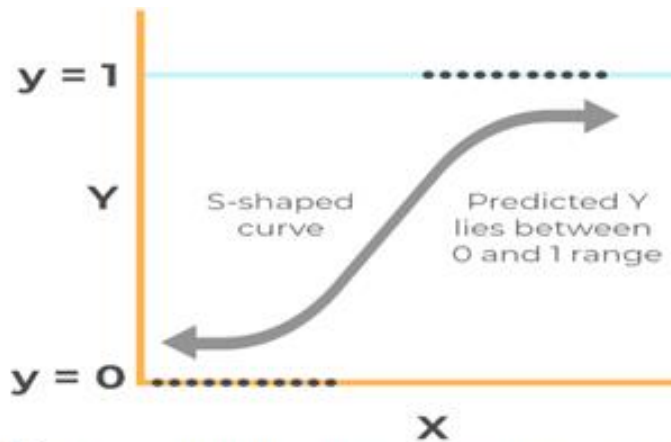 y = 1
Y
S-shaped
curve
Predicted Y
lies between
0 and 1 range
y = 0
X